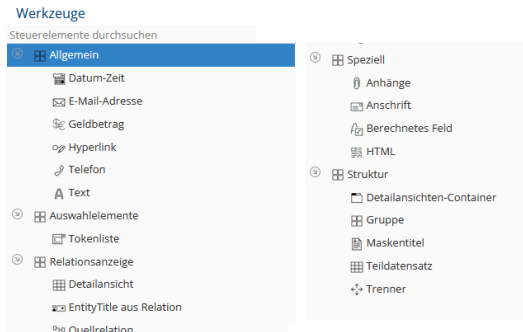 Werkzeuge
Steuerelemente durchsuchen
Allgemein
Datum-Zeit
E-Mail-Adresse
Geldbetrag
Hyperlink
Telefon
Text
Auswahlelemente
Tokenliste
Relationsanzeige
Detailansicht
EntityTitle aus Relation
Quellrelation
Speziell
Anhänge
Anschrift
Berechnetes Feld
HTML
Struktur
Detailansichten-Container
Gruppe
Maskentitel
Teildatensatz
Trenner